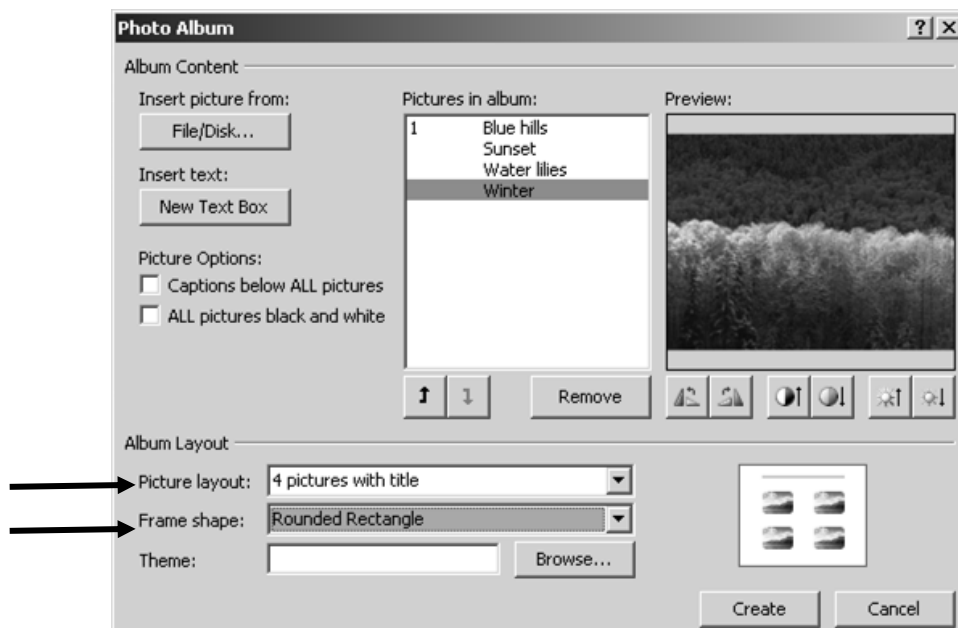 Photo Album
Album Content
Insert picture from:
File/Disk...
Insert text:
New Text Box
Picture Options:
Captions below ALL pictures
ALL pictures black and white
Pictures in album:
1 Blue hills
Sunset
Water lilies
Winter
Remove
Preview:
Album Layout
Picture layout: 4 pictures with title
Frame shape: Rounded Rectangle
Theme:
Browse...
Create
Cancel